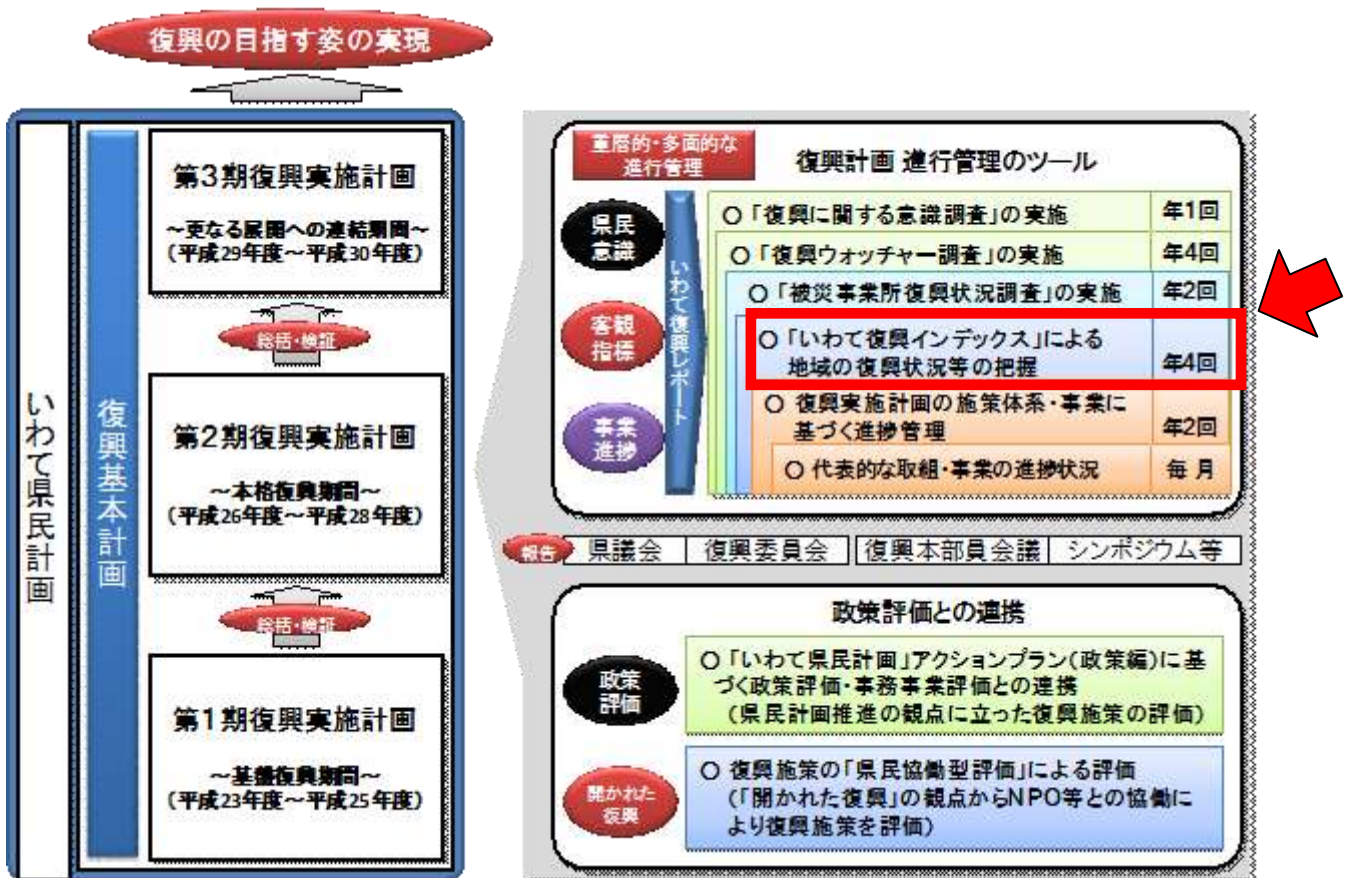 復興の目指す姿の実現
いわて県民計画
復興基本計画
第3期復興実施計画
～更なる展開への連結期間～
（平成29年度～平成30年度）
総括・検証
第2期復興実施計画
～本格復興期間～
（平成26年度～平成28年度）
総括・検証
第1期復興実施計画
～基盤復興期間～
（平成23年度～平成25年度）
重層的・多面的な
進行管理
復興計画 進行管理のツール
県民
意識
客観
指標
事業
進捗
いわて復興レポート
○「復興に関する意識調査」の実施 年1回
○「復興ウォッチャー調査」の実施 年4回
○「被災事業所復興状況調査」の実施 年2回
○「いわて復興インデックス」による
地域の復興状況等の把握 年4回
○ 復興実施計画の施策体系・事業に
基づく進捗管理 年2回
○ 代表的な取組・事業の進捗状況 毎月
報告 県議会 復興委員会 復興本部員会議 シンポジウム等
政策評価との連携
政策
評価
○「いわて県民計画」アクションプラン（政策編）に基
づく政策評価・事務事業評価との連携
（県民計画推進の観点に立った復興施策の評価）
開かれた
復興
○ 復興施策の「県民協働型評価」による評価
（「開かれた復興」の観点からNPO等との協働に
より復興施策を評価）